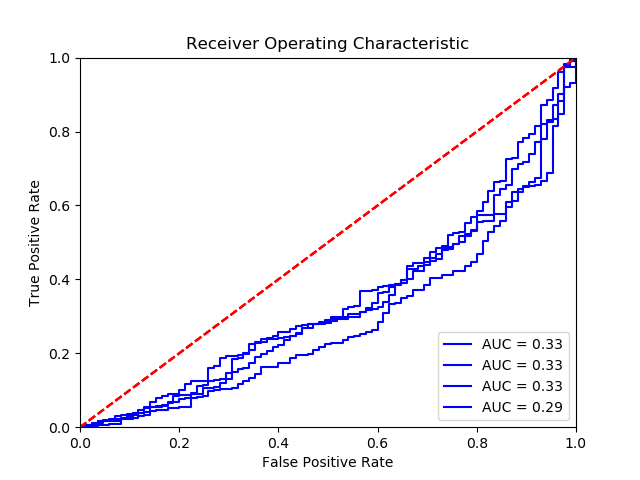 Receiver Operating Characteristic
1.0
0.8
0.6
0.4
0.2
0.0
True Positive Rate
AUC = 0.33
AUC = 0.33
AUC = 0.33
AUC = 0.29
0.0 0.2 0.4 0.6 0.8 1.0
False Positive Rate